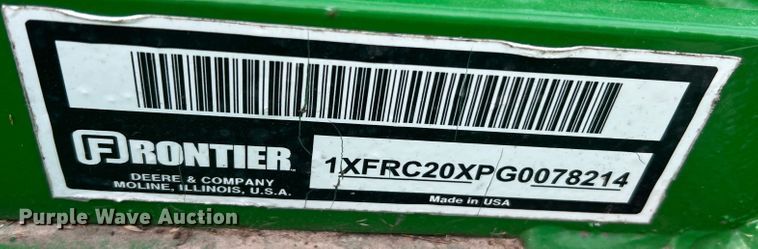 FRONTIER
DEERE & COMPANY
MOLINE, ILLINOIS, U.S.A.
1XFRC20XPG0078214
Made in USA
Purple Wave Auction